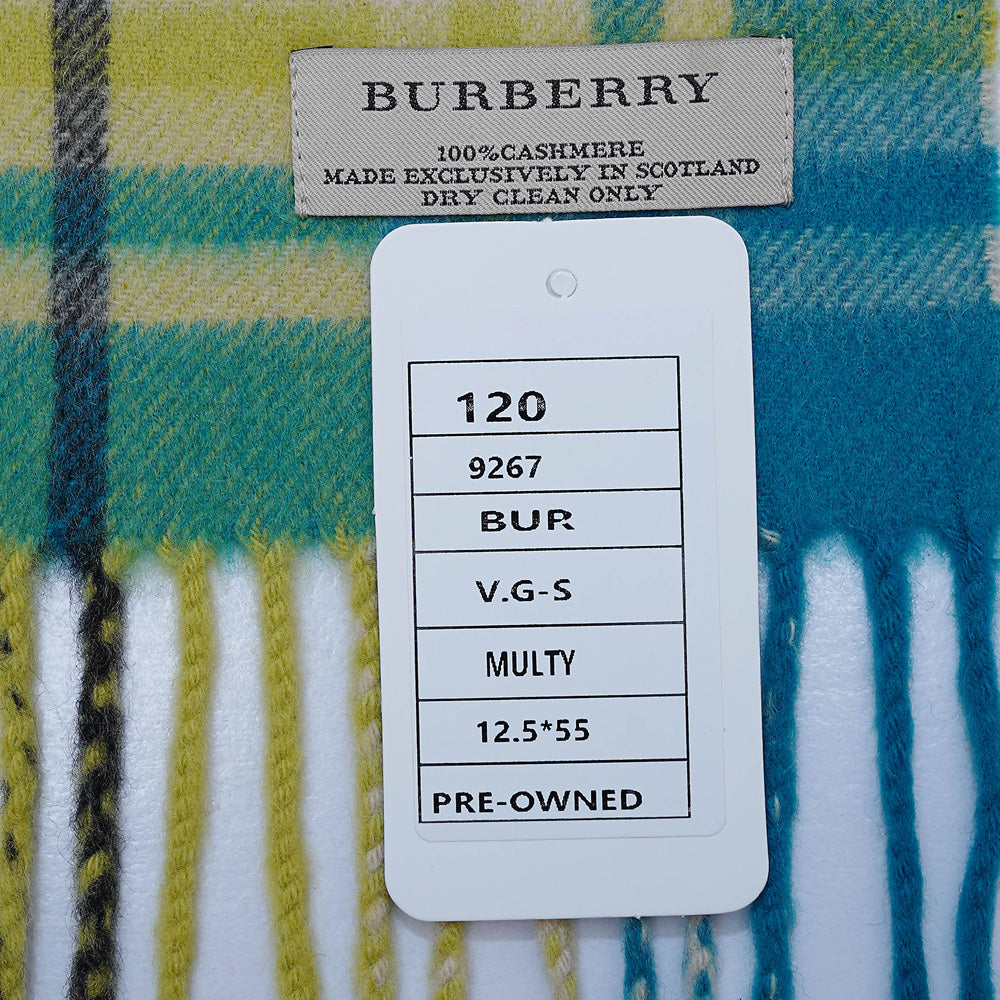 BURBERRY
100%CASHMERE
MADE EXCLUSIVELY IN SCOTLAND
DRY CLEAN ONLY
120
9267
BUR
V.G-S
MULTY
12.5*55
PRE-OWNED